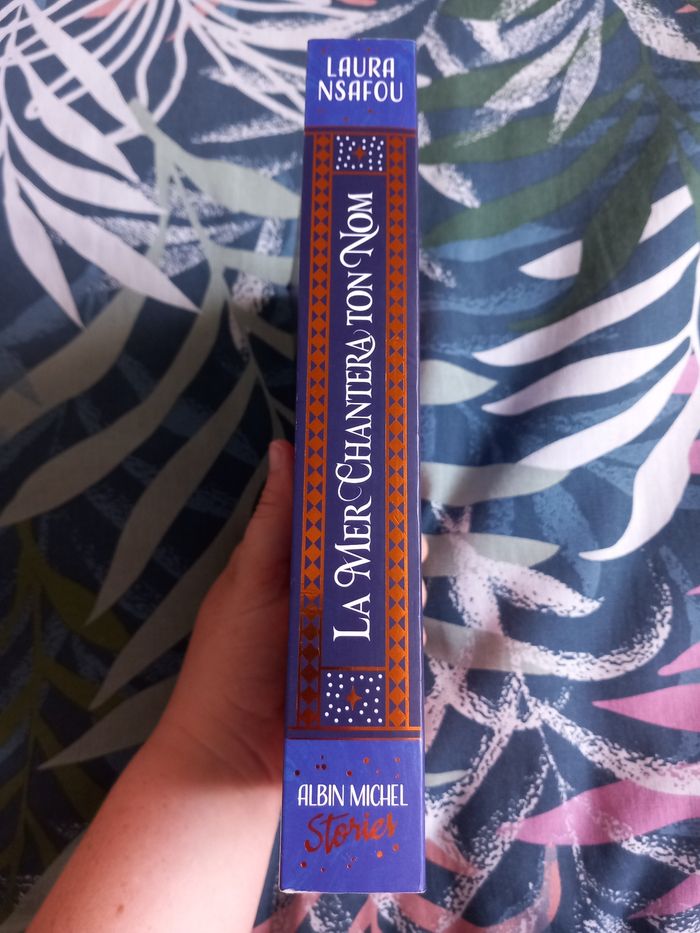 LAURA
NSAFOU
LA MER CHANTERA TON NOM
ALBIN MICHEL
Stories